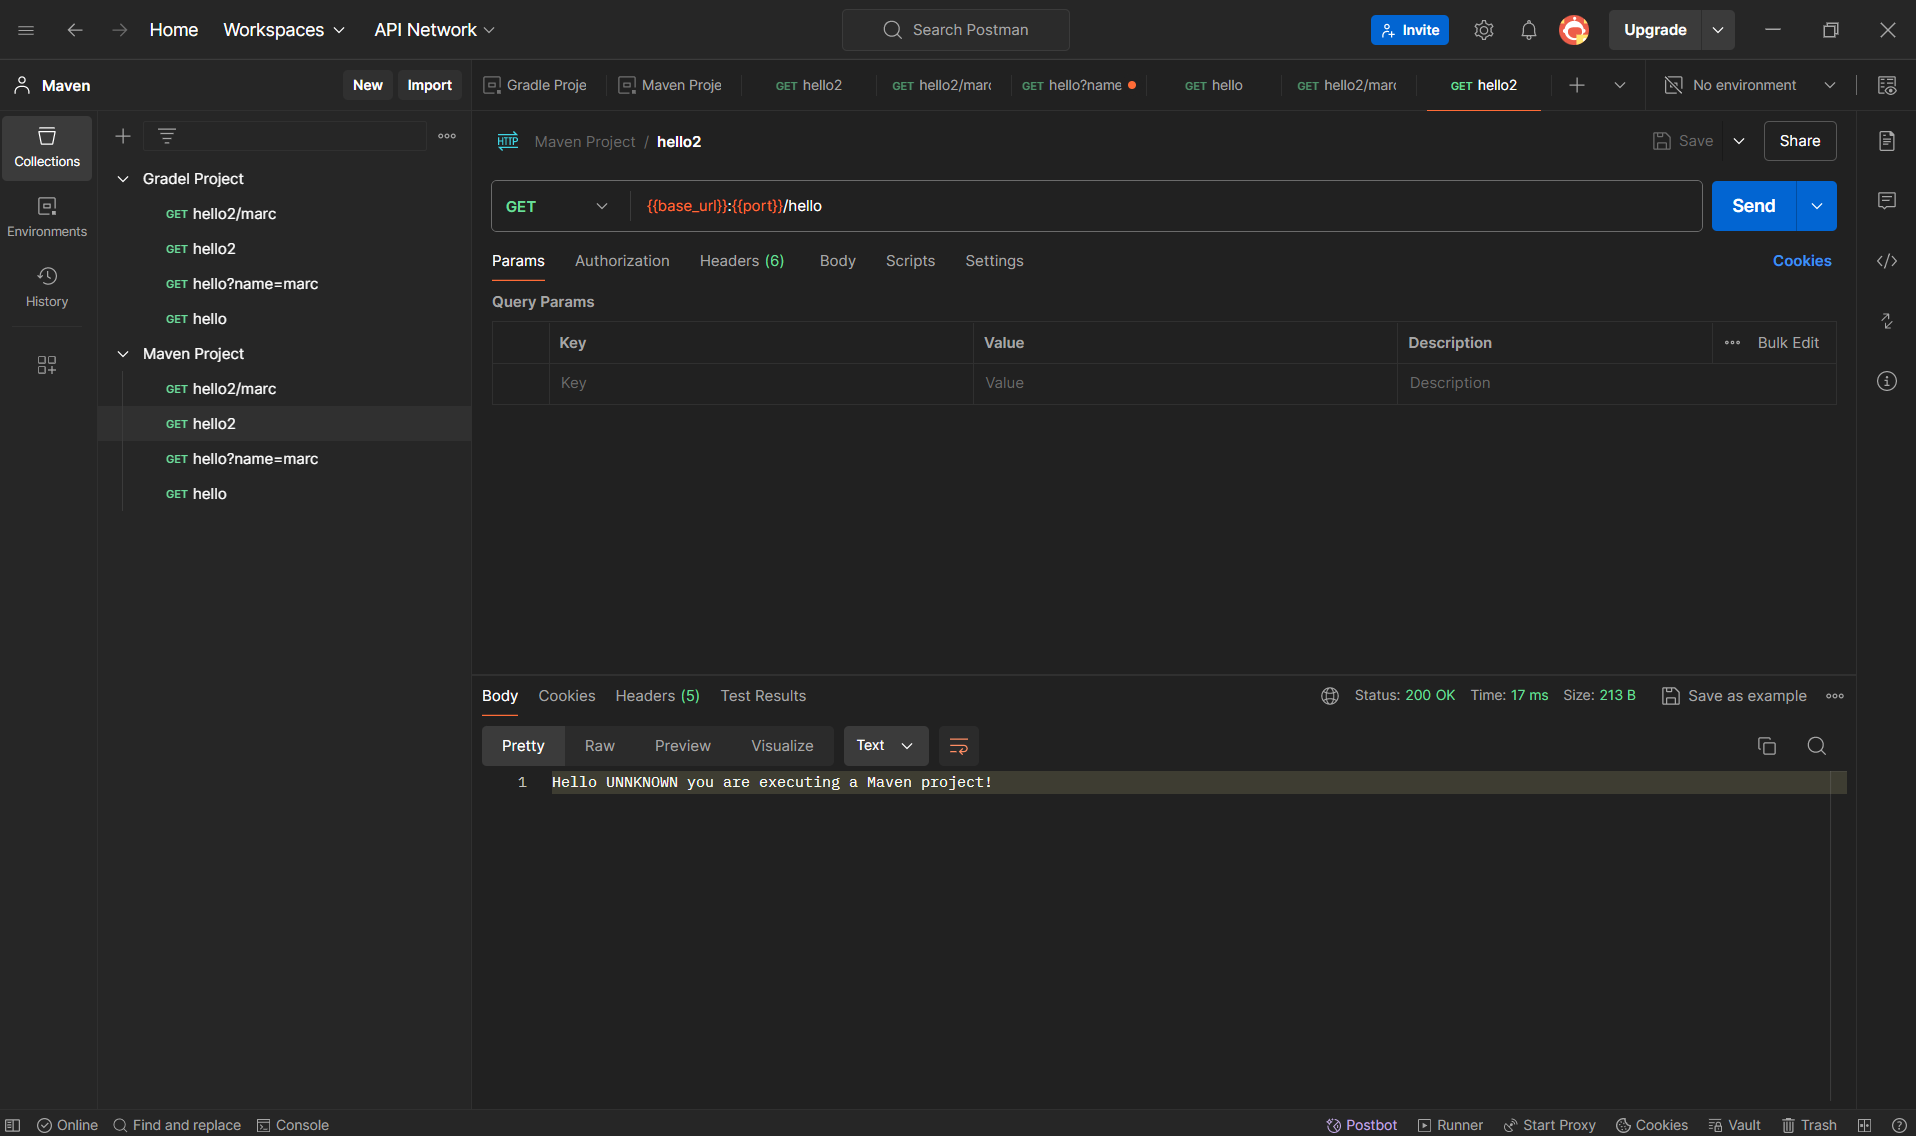 Home Workspaces API Network Search Postman Invite Upgrade
Maven New Import Gradle Proje Maven Proje GET hello2 GET hello2/marc GET hello?name GET hello GET hello2/marc GET hello2 No environment
Collections
Environments
History
Gradel Project
GET hello2/marc
GET hello2
GET hello?name=marc
GET hello
Maven Project
GET hello2/marc
GET hello2
GET hello?name=marc
GET hello
HTTP Maven Project / hello2 Save Share
GET {{base_url}}:{{port}}/hello Send
Params Authorization Headers (6) Body Scripts Settings Cookies
Query Params
Key Value Description Bulk Edit
Key Value Description
Body Cookies Headers (5) Test Results Status: 200 OK Time: 17 ms Size: 213 B Save as example
Pretty Raw Preview Visualize Text
1 Hello UNNKNOWN you are executing a Maven project!
Online Find and replace Console Postbot Runner Start Proxy Cookies Vault Trash